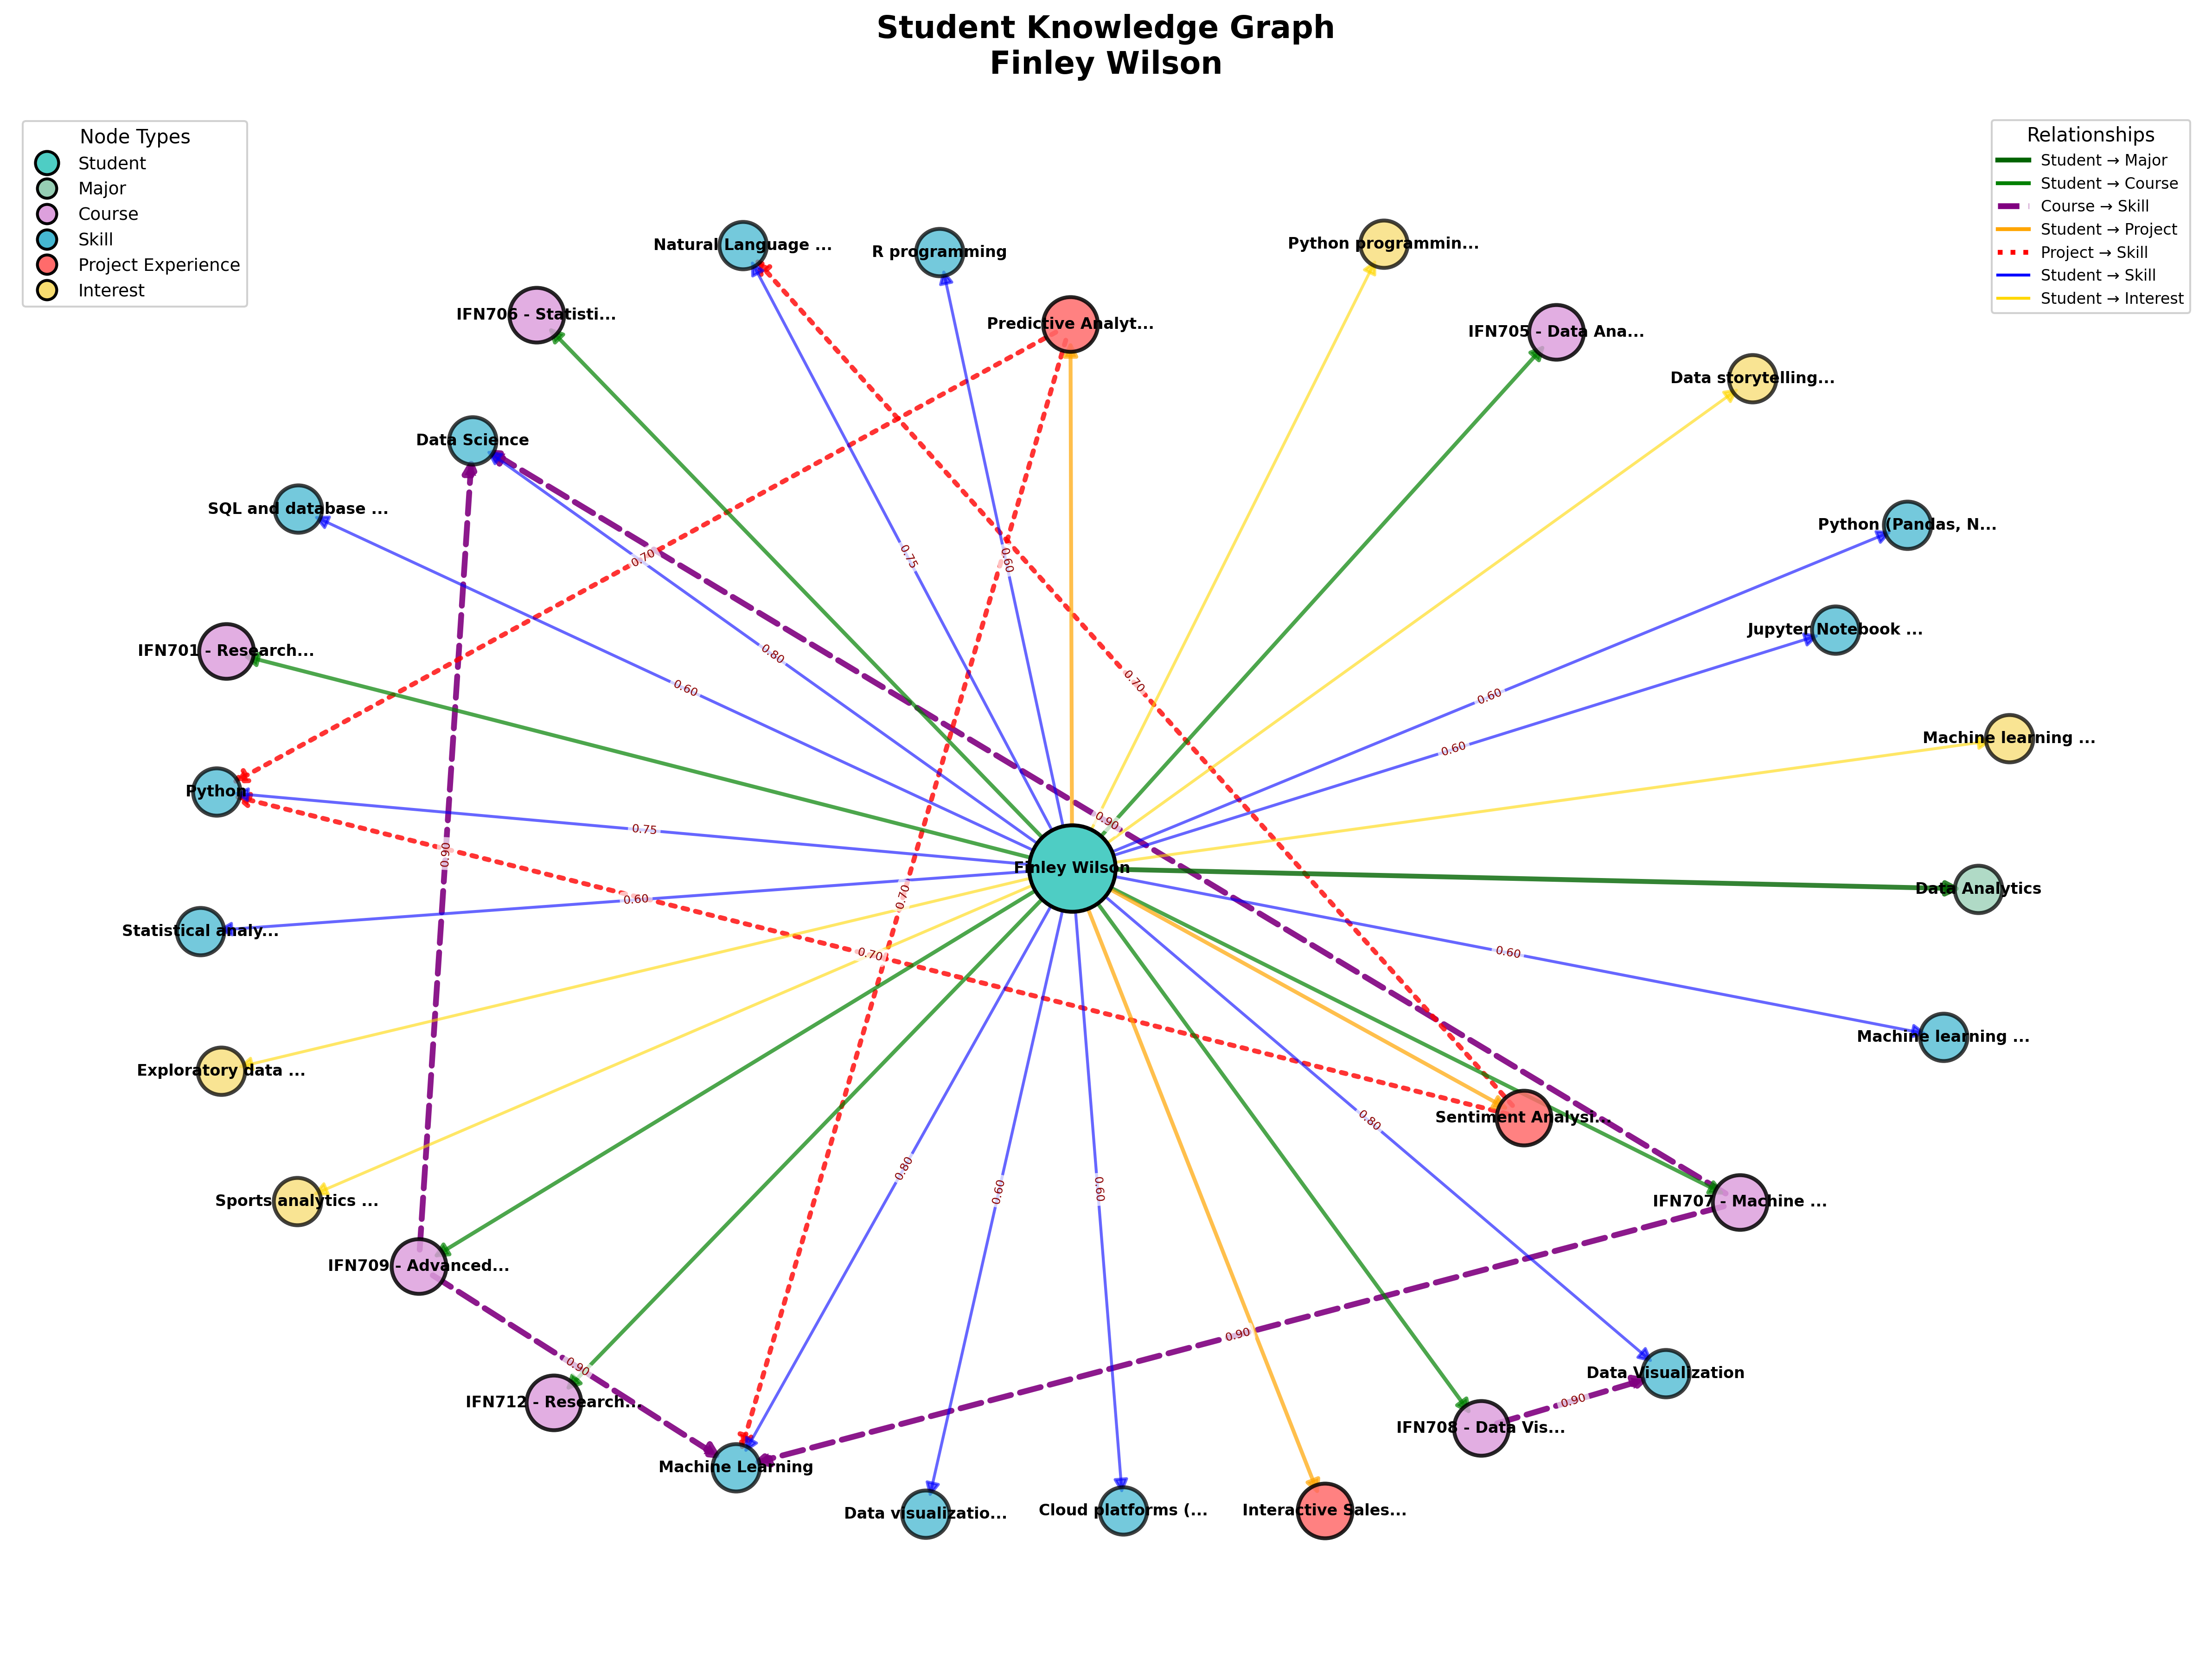 Student Knowledge Graph
Finley Wilson
Node Types
Student
Major
Course
Skill
Project Experience
Interest
Relationships
Student → Major
Student → Course
Course → Skill
Student → Project
Project → Skill
Student → Skill
Student → Interest
Natural Language ...
R programming
Python programmin...
IFN706 - Statisti...
Predictive Analyt...
IFN705 - Data Ana...
Data storytelling...
Data Science
SQL and database ...
Python (Pandas, N...
0.70
0.75
0.60
Jupyter Notebook ...
IFN701 - Research...
0.80
0.60
0.70
0.60
Machine learning ...
0.60
Python
0.75
0.90
0.90
Finley Wilson
Data Analytics
0.70
0.60
Statistical analy...
0.70
0.60
Machine learning ...
Exploratory data ...
Sentiment Analysi...
0.80
0.80
0.60
0.60
Sports analytics ...
IFN707 - Machine ...
IFN709 - Advanced...
0.90
0.90
Data Visualization
IFN712 - Research...
0.90
IFN708 - Data Vis...
Machine Learning
Data visualizatio...
Cloud platforms (...
Interactive Sales...